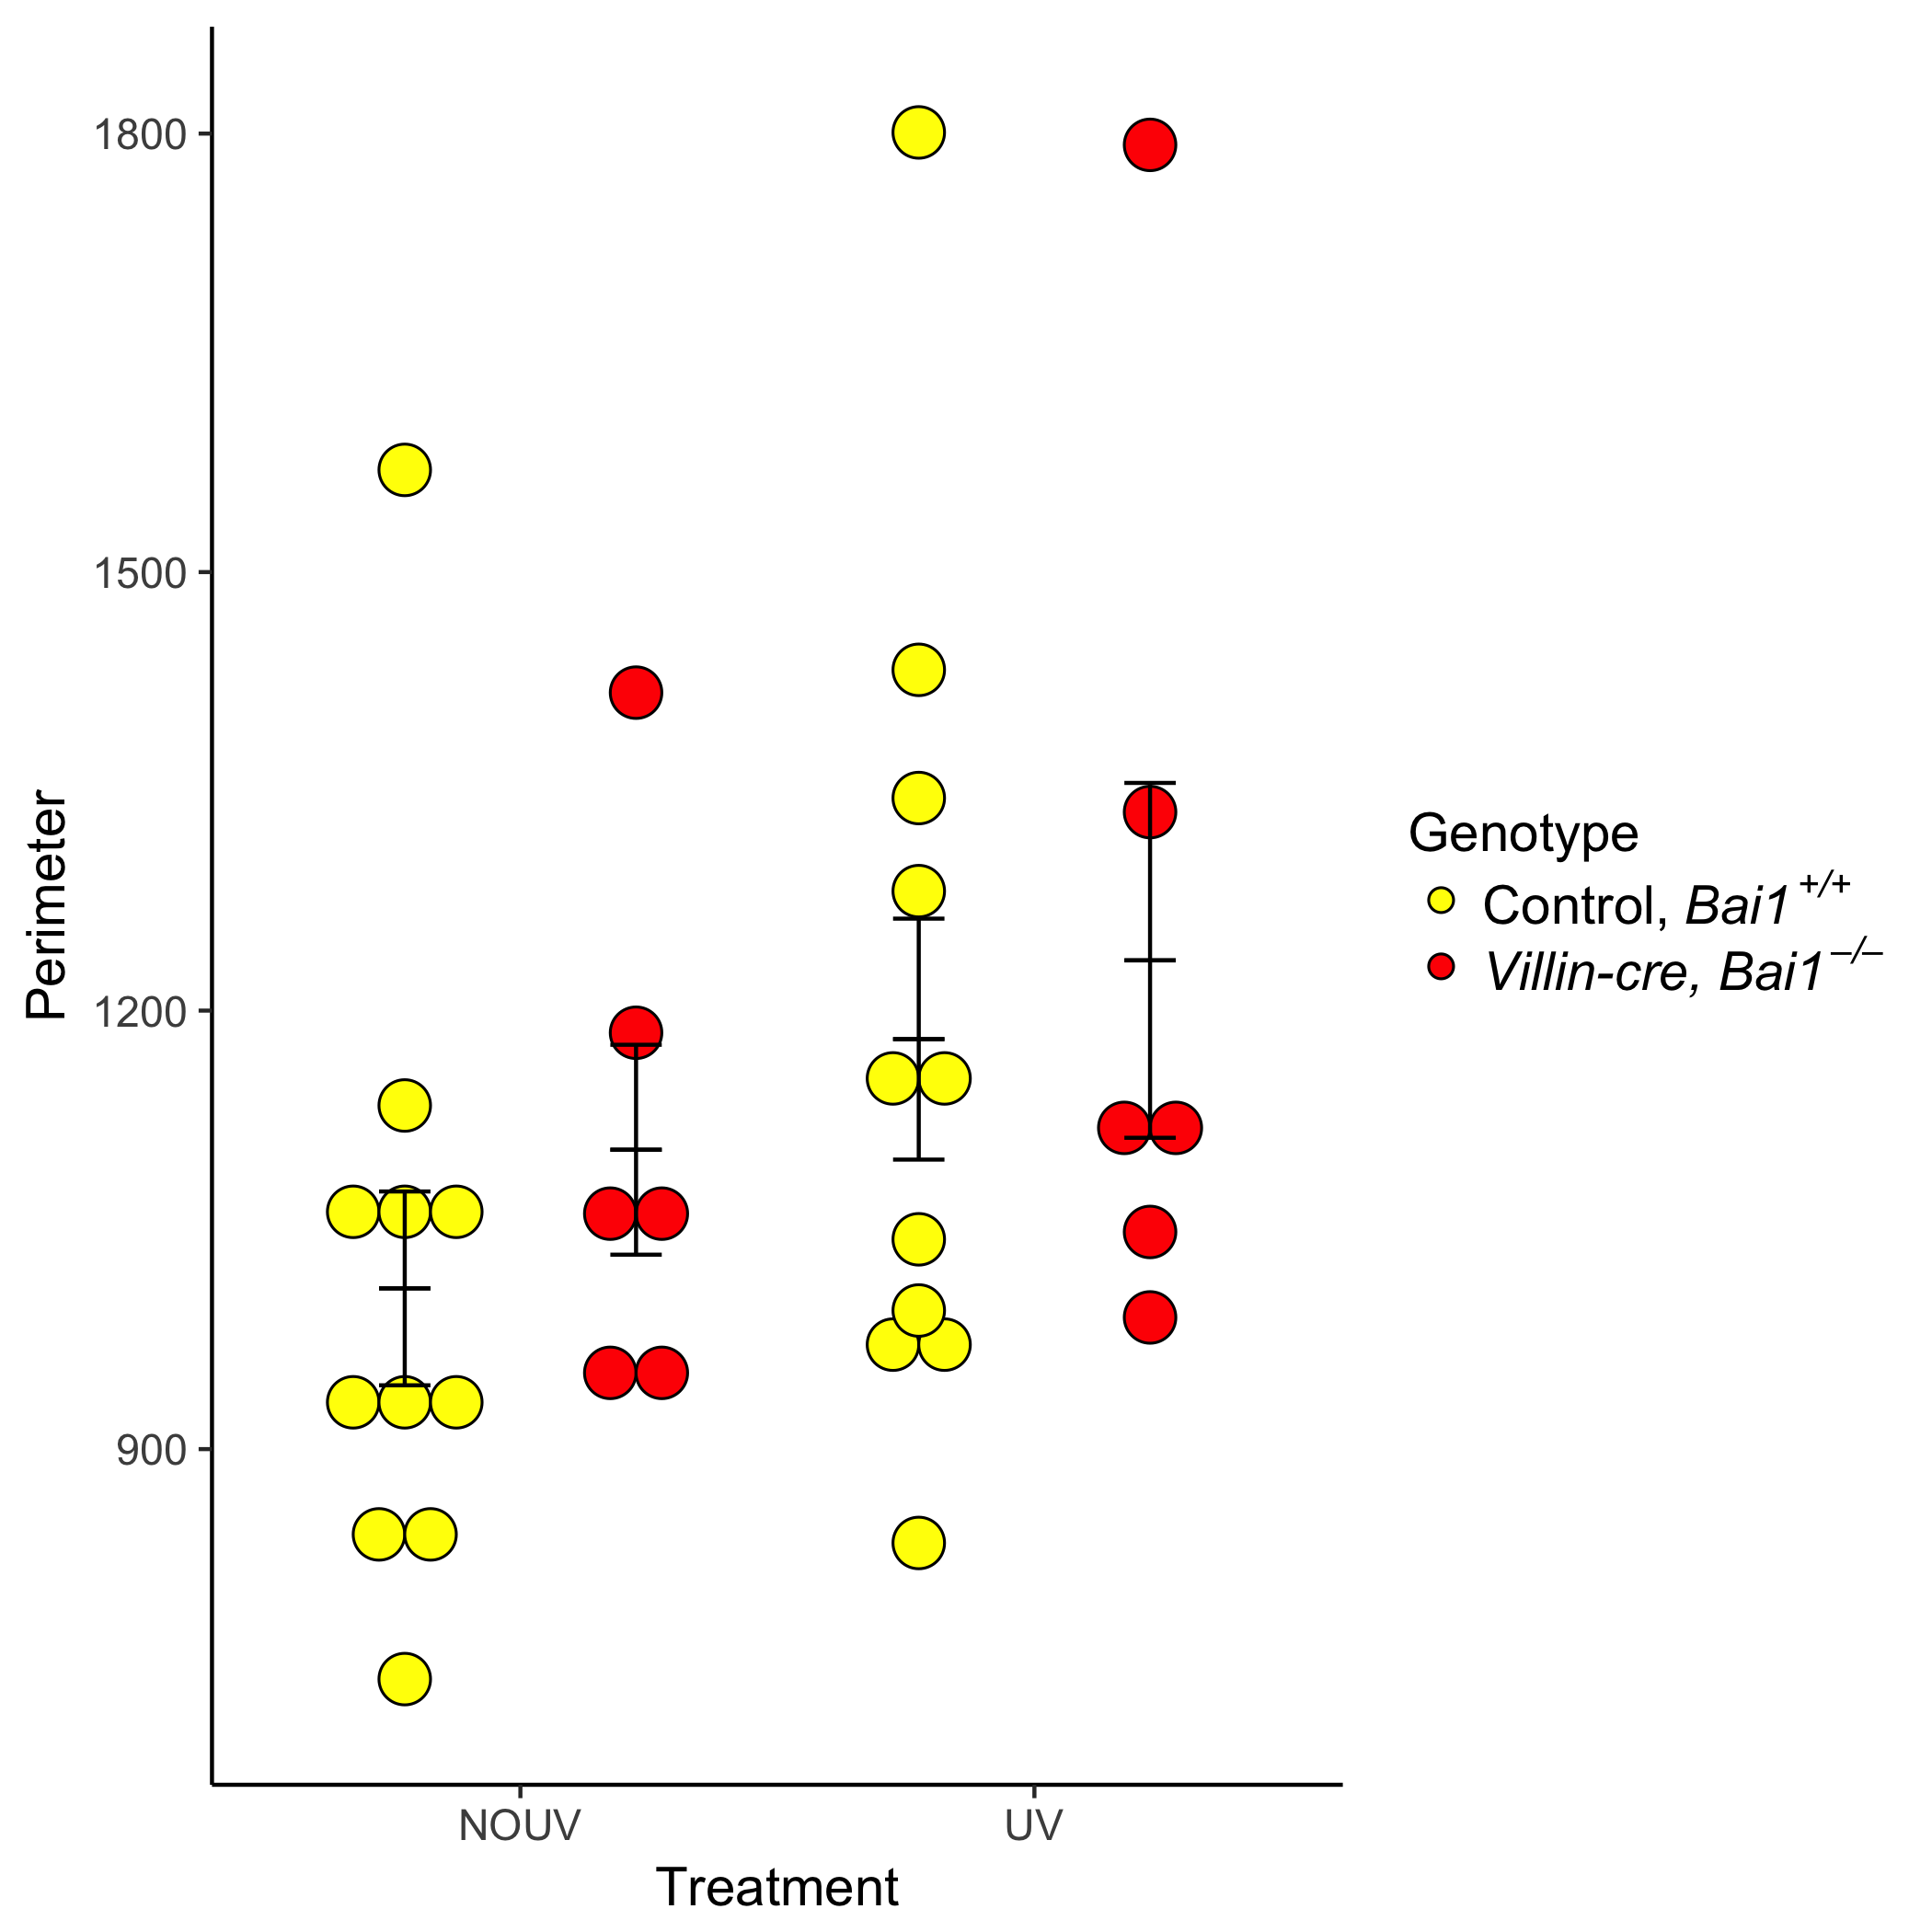 1800
1500
1200
900
Perimeter
NOUV
UV
Treatment
Genotype
Control, Bai1 +/+
Villin-cre, Bai1 −/−